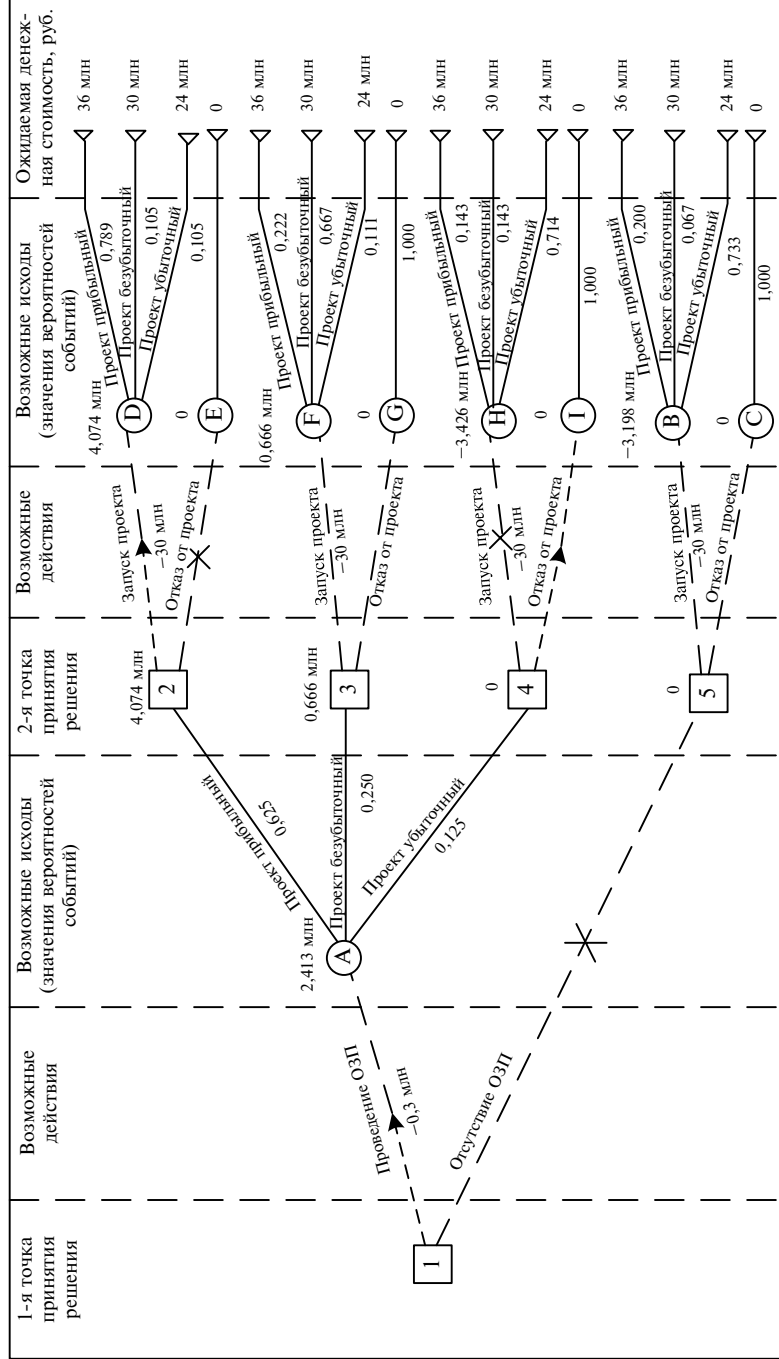 1-я точка
принятия
решения
Возможные
действия
Возможные исходы
(значения вероятностей
событий)
2-я точка
принятия
решения
Возможные
действия
Возможные исходы
(значения вероятностей
событий)
Ожидаемая денеж-
ная стоимость, руб.
1
Проведение ОЗП
−0,3 млн
Отсутствие ОЗП
2,413 млн
A
Проект прибыльный
0,625
Проект безубыточный
0,250
Проект убыточный
0,125
4,074 млн
2
Запуск проекта
−30 млн
Отказ от проекта
4,074 млн
D
Проект прибыльный
0,789
Проект безубыточный
0,105
Проект убыточный
0,105
36 млн
30 млн
24 млн
0
E
0
0,666 млн
3
Запуск проекта
−30 млн
Отказ от проекта
0,666 млн
F
Проект прибыльный
0,222
Проект безубыточный
0,667
Проект убыточный
0,111
36 млн
30 млн
24 млн
0
G
1,000
0
0
4
Запуск проекта
−30 млн
Отказ от проекта
−3,426 млн
H
Проект прибыльный
0,143
Проект безубыточный
0,143
Проект убыточный
0,714
36 млн
30 млн
24 млн
0
I
1,000
0
0
5
Запуск проекта
−30 млн
Отказ от проекта
−3,198 млн
B
Проект прибыльный
0,200
Проект безубыточный
0,067
Проект убыточный
0,733
36 млн
30 млн
24 млн
0
C
1,000
0